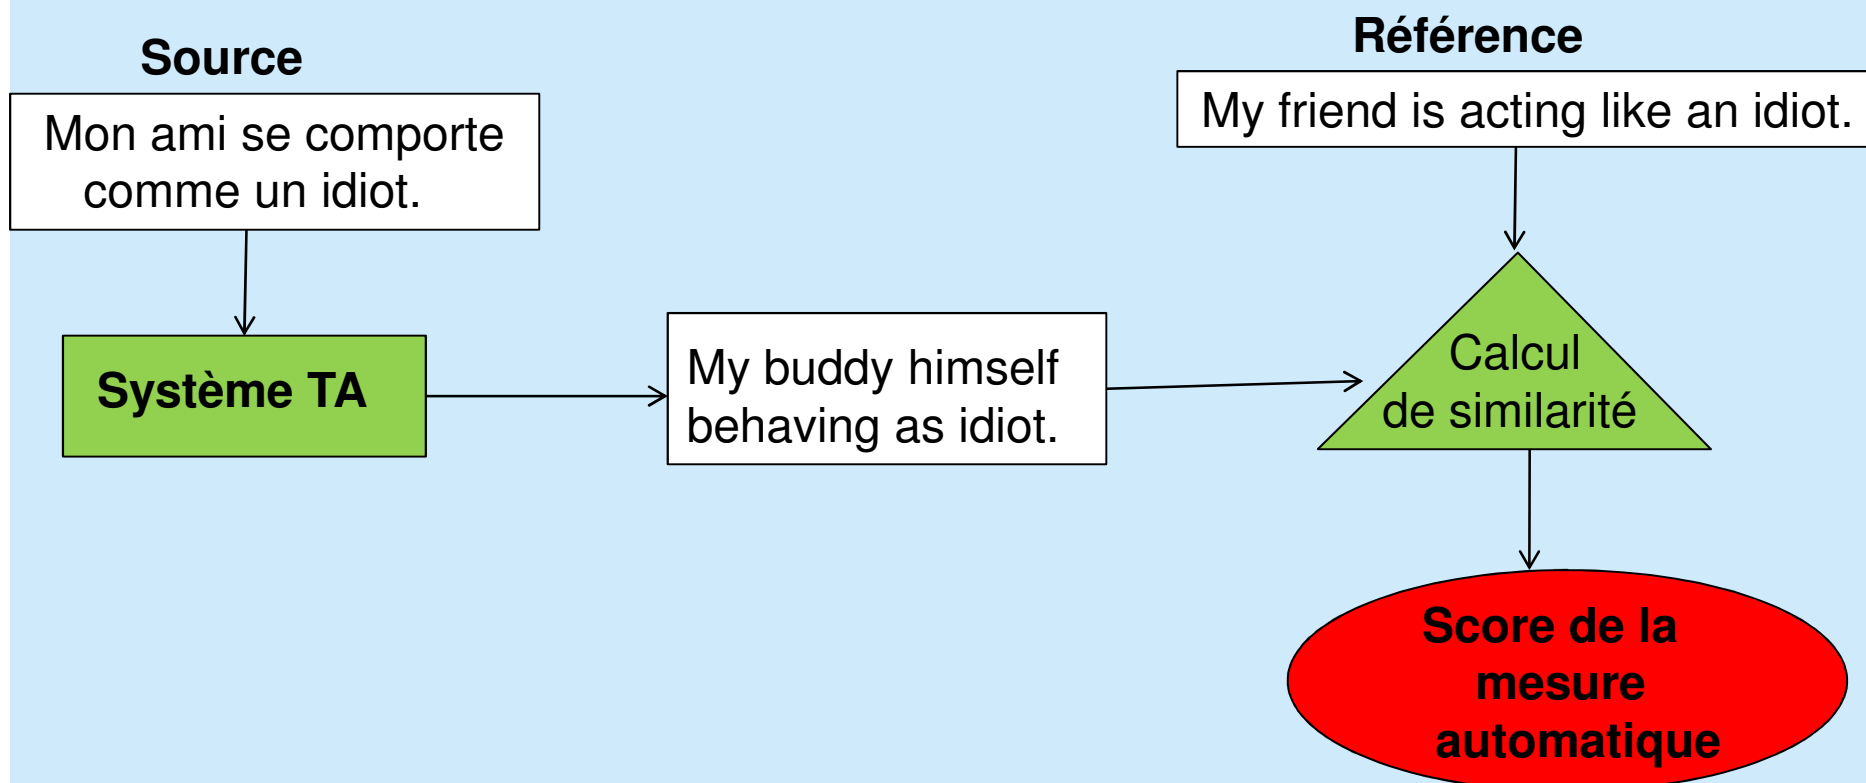 Source
Mon ami se comporte
comme un idiot.
Système TA
My buddy himself
behaving as idiot.
Référence
My friend is acting like an idiot.
Calcul
de similarité
Score de la
mesure
automatique